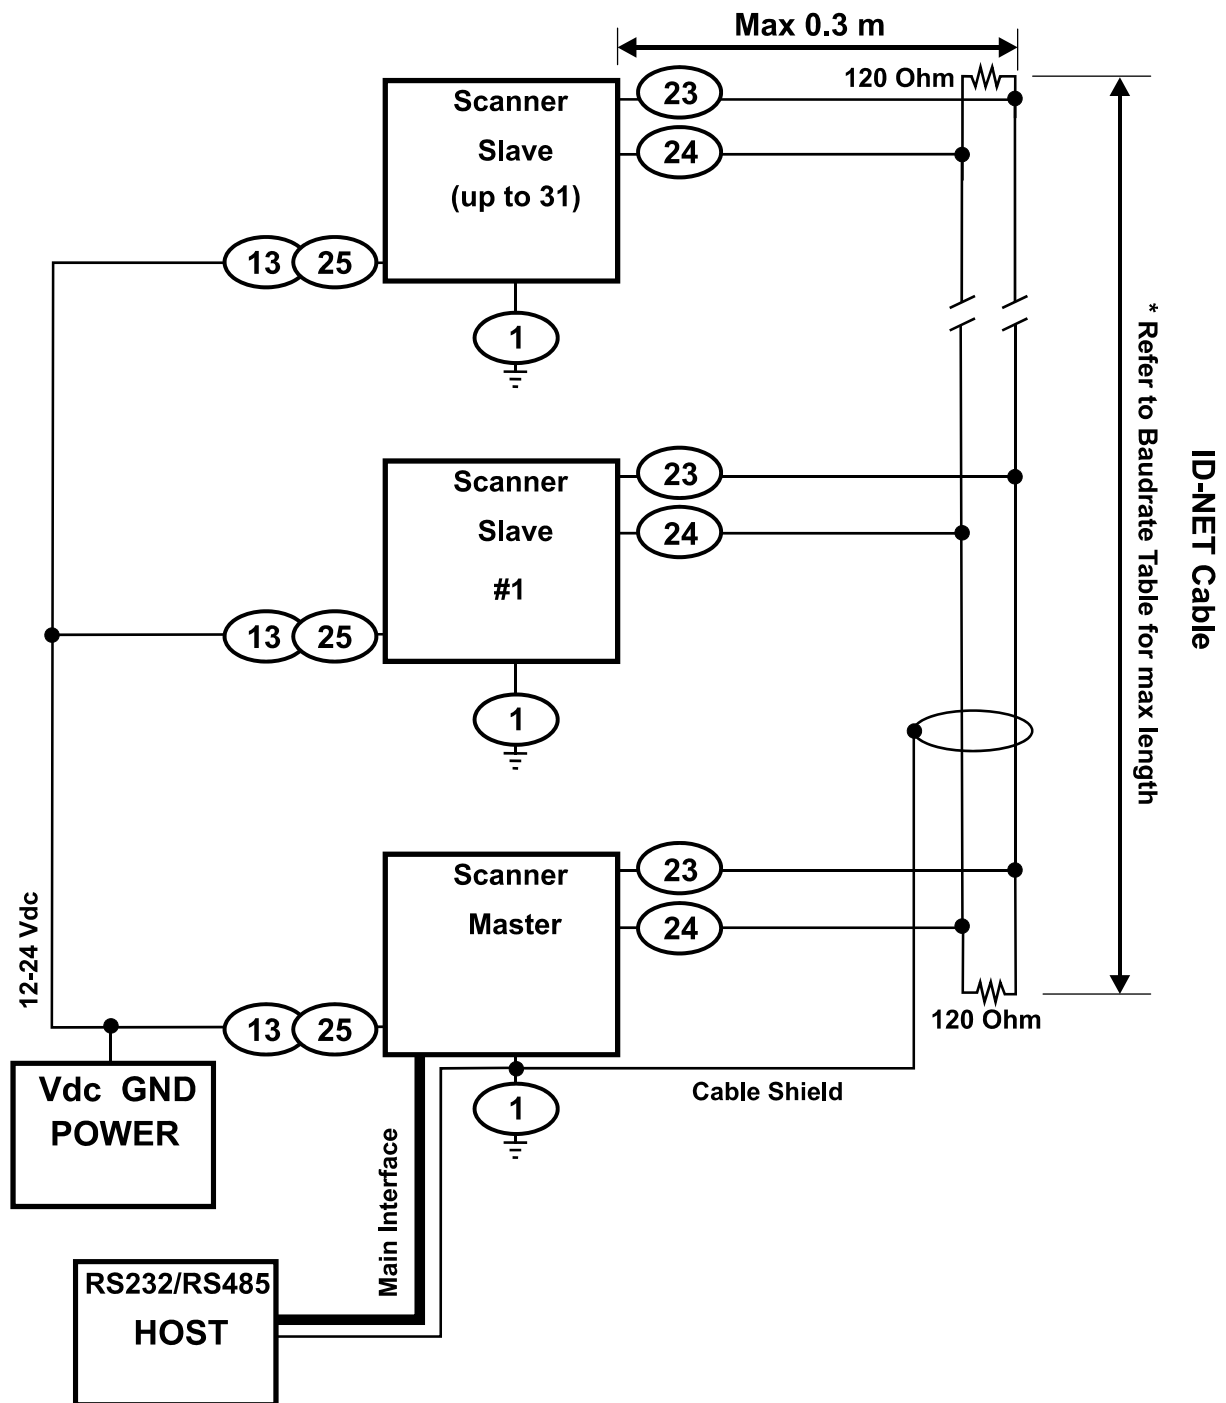 Max 0.3 m
120 Ohm
Scanner
Slave
(up to 31)
23
24
13
25
1
Scanner
Slave
#1
23
24
13
25
1
* Refer to Baudrate Table for max length
ID-NET Cable
Scanner
Master
23
24
12-24 Vdc
13
25
120 Ohm
Vdc GND
POWER
1
Cable Shield
Main Interface
RS232/RS485
HOST